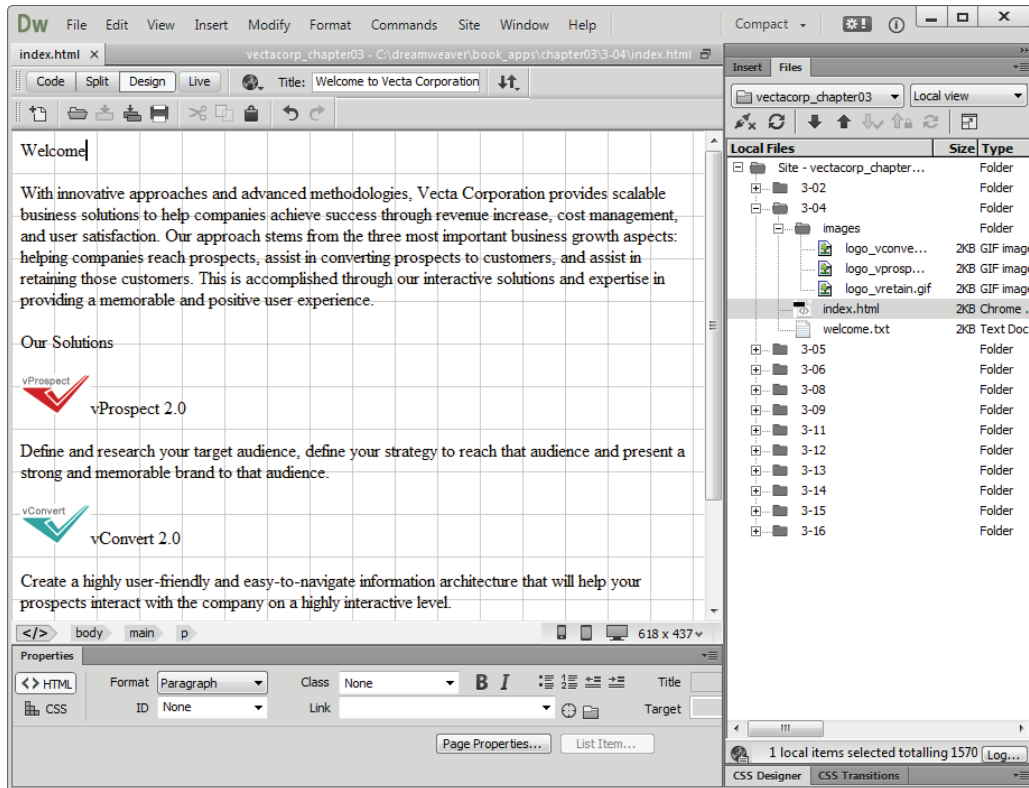 Dw File Edit View Insert Modify Format Commands Site Window Help Compact
index.html × vectacorp_chapter03 - C:\dreamweaver\book_apps\chapter03\3-04\index.html
Code Split Design Live Title: Welcome to Vecta Corporation
Welcome
With innovative approaches and advanced methodologies, Vecta Corporation provides scalable
business solutions to help companies achieve success through revenue increase, cost management,
and user satisfaction. Our approach stems from the three most important business growth aspects:
helping companies reach prospects, assist in converting prospects to customers, and assist in
retaining those customers. This is accomplished through our interactive solutions and expertise in
providing a memorable and positive user experience.
Our Solutions
vProspect
vProspect 2.0
Define and research your target audience, define your strategy to reach that audience and present a
strong and memorable brand to that audience.
vConvert
vConvert 2.0
Create a highly user-friendly and easy-to-navigate information architecture that will help your
prospects interact with the company on a highly interactive level.
</> body main p 618 x 437
Properties
<> HTML Format Paragraph Class None B I Title
CSS ID None Link Target
Page Properties... List Item...
Insert Files
vectacorp_chapter03 Local view
Local Files Size Type
Site - vectacorp_chapter... Folder
3-02 Folder
3-04 Folder
images Folder
logo_vconve... 2KB GIF image
logo_vprosp... 2KB GIF image
logo_vretain.gif 2KB GIF image
index.html 2KB Chrome .
welcome.txt 2KB Text Doc
3-05 Folder
3-06 Folder
3-08 Folder
3-09 Folder
3-11 Folder
3-12 Folder
3-13 Folder
3-14 Folder
3-15 Folder
3-16 Folder
1 local items selected totalling 1570 Log...
CSS Designer CSS Transitions